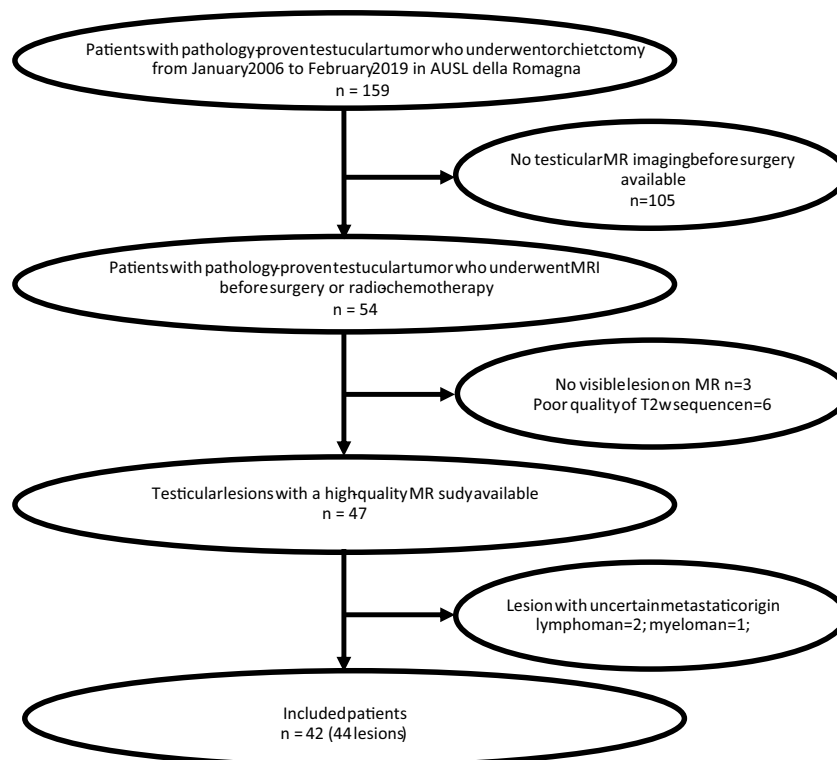 Patients with pathology-proven testucular tumor who underwent orchietctomy
from January 2006 to February 2019 in AUSL della Romagna
n = 159
No testicular MR imaging before surgery
available
n=105
Patients with pathology-proven testucular tumor who underwent MRI
before surgery or radio-chemotherapy
n = 54
No visible lesion on MR n=3
Poor quality of T2w sequence n=6
Testicular lesions with a high-quality MR sudy available
n = 47
Lesion with uncertain metastatic origin
lymphoma n=2; myeloma n=1;
Included patients
n = 42 (44 lesions)